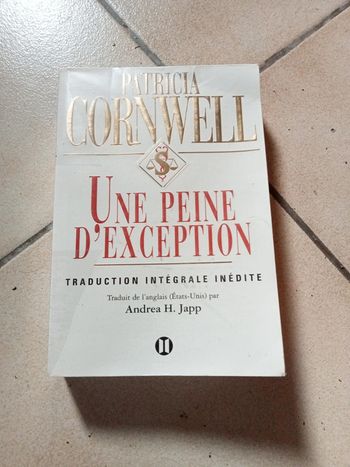 PATRICIA
CORNWELL
S
UNE PEINE
D'EXCEPTION
TRADUCTION INTÉGRALE INÉDITE
Traduit de l'anglais (États-Unis) par
Andrea H. Japp